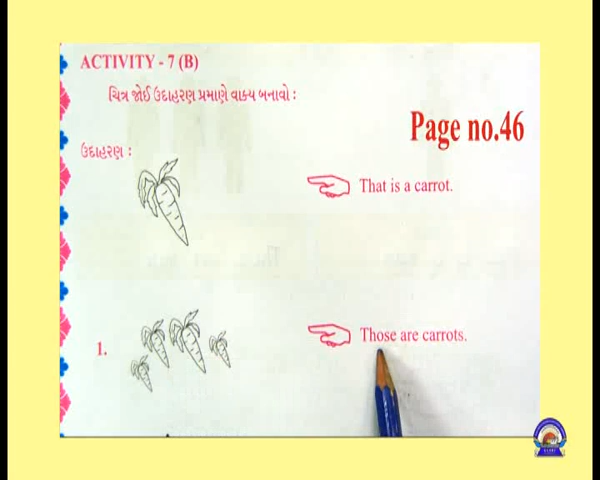 ACTIVITY - 7 (B)
ચિત્ર જોઈ ઉદાહરણ પ્રમાણે વાક્ય બનાવો :
Page no.46
ઉદાહરણ :
That is a carrot.
1.
Those are carrots.